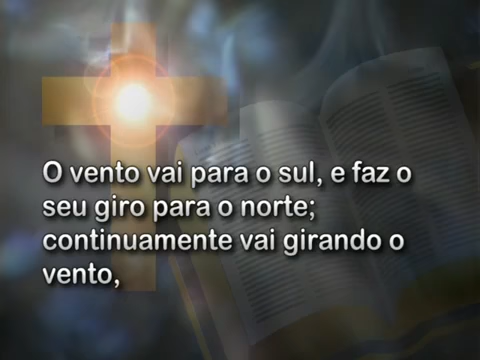 O vento vai para o sul, e faz o
seu giro para o norte;
continuamente vai girando o
vento,